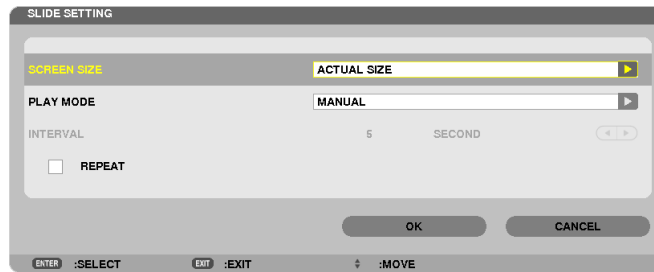 SLIDE SETTING
SCREEN SIZE ACTUAL SIZE
PLAY MODE MANUAL
INTERVAL 5 SECOND
REPEAT
OK CANCEL
ENTER :SELECT EXIT :EXIT :MOVE